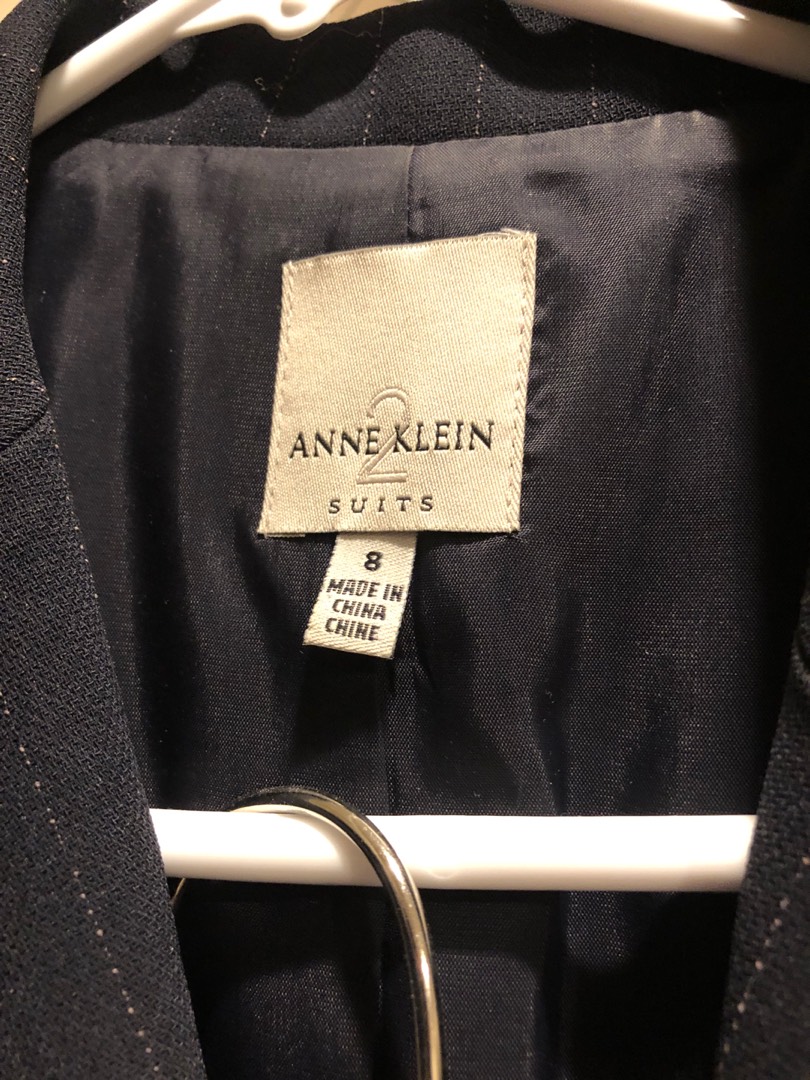 ANNE KLEIN
2
SUITS
8
MADE IN
CHINA
CHINE